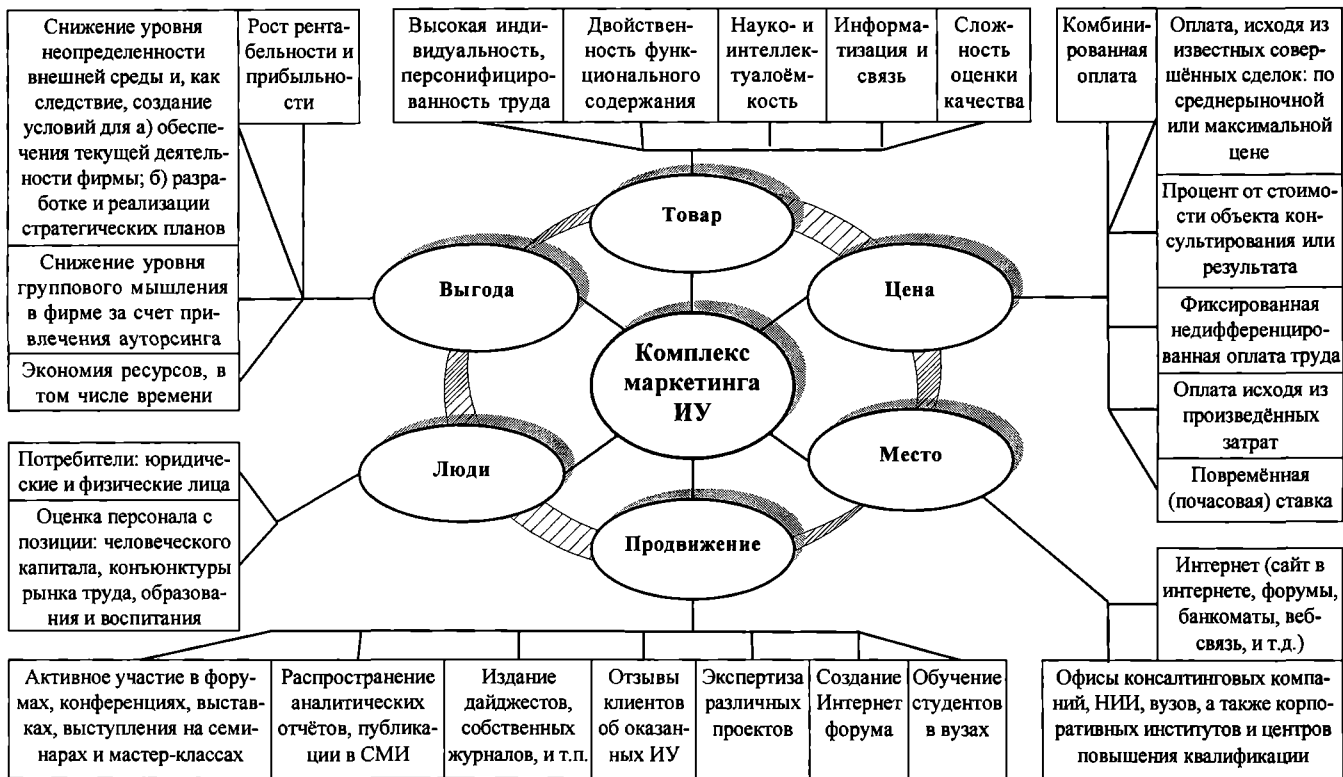 Снижение уровня
неопределенности
внешней среды и, как
следствие, создание
условий для а) обеспе-
чения текущей деятель-
ности фирмы; б) разра-
ботке и реализации
стратегических планов
Рост рента-
бельности и
прибыльно-
сти
Высокая инди-
видуальность,
персонифициро-
ванность труда
Двойствен-
ность функ-
ционального
содержания
Науко- и
интеллек-
туалоём-
кость
Информа-
тизация и
связь
Слож-
ность
оценки
качества
Комбини-
рованная
оплата
Оплата, исходя из
известных совер-
шённых сделок: по
среднерыночной
или максимальной
цене
Снижение уровня
группового мышления
в фирме за счет при-
влечения ауторсинга
Экономия ресурсов, в
том числе времени
Процент от стоимо-
сти объекта кон-
сультирования или
результата
Фиксированная
недифференциро-
ванная оплата труда
Оплата исходя из
произведённых
затрат
Повремённая
(почасовая) ставка
Товар
Выгода
Цена
Комплекс
маркетинга
ИУ
Люди
Место
Продвижение
Потребители: юридиче-
ские и физические лица
Оценка персонала с
позиции: человеческого
капитала, конъюнктуры
рынка труда, образова-
ния и воспитания
Интернет (сайт в
интернете, форумы,
банкоматы, веб-
связь, и т.д.)
Активное участие в фору-
мах, конференциях, выстав-
ках, выступления на семи-
нарах и мастер-классах
Распространение
аналитических
отчётов, публика-
ции в СМИ
Издание
дайджестов,
собственных
журналов, и т.п.
Отзывы
клиентов
об оказан-
ных ИУ
Экспертиза
различных
проектов
Создание
Интернет
форума
Обучение
студентов
в вузах
Офисы консалтинговых компа-
ний, НИИ, вузов, а также корпо-
ративных институтов и центров
повышения квалификации